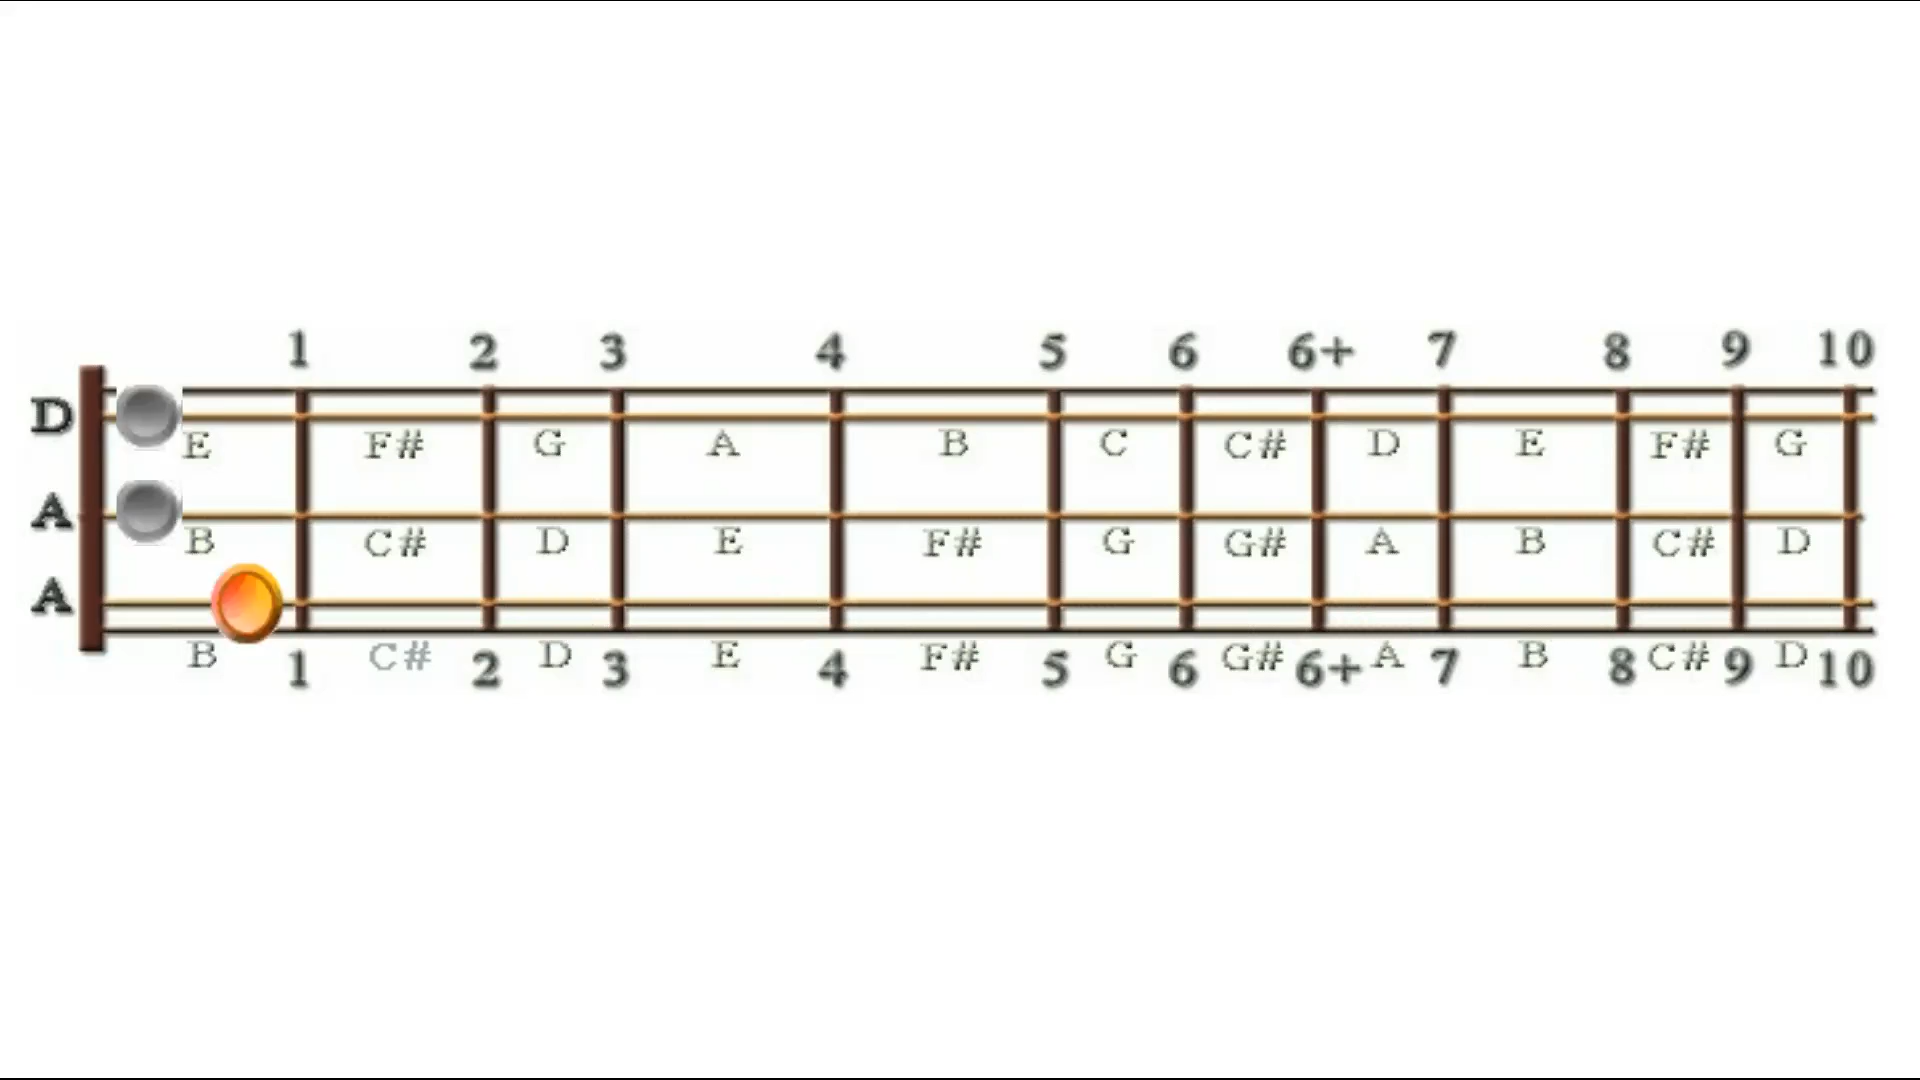 1 2 3 4 5 6 6+ 7 8 9 10
D
E F# G A B C C# D E F# G
A
B C# D E F# G G# A B C# D
A
B 1 C# 2 D 3 E 4 F# 5 G 6 G# 6+ A 7 B 8 C# 9 D 10